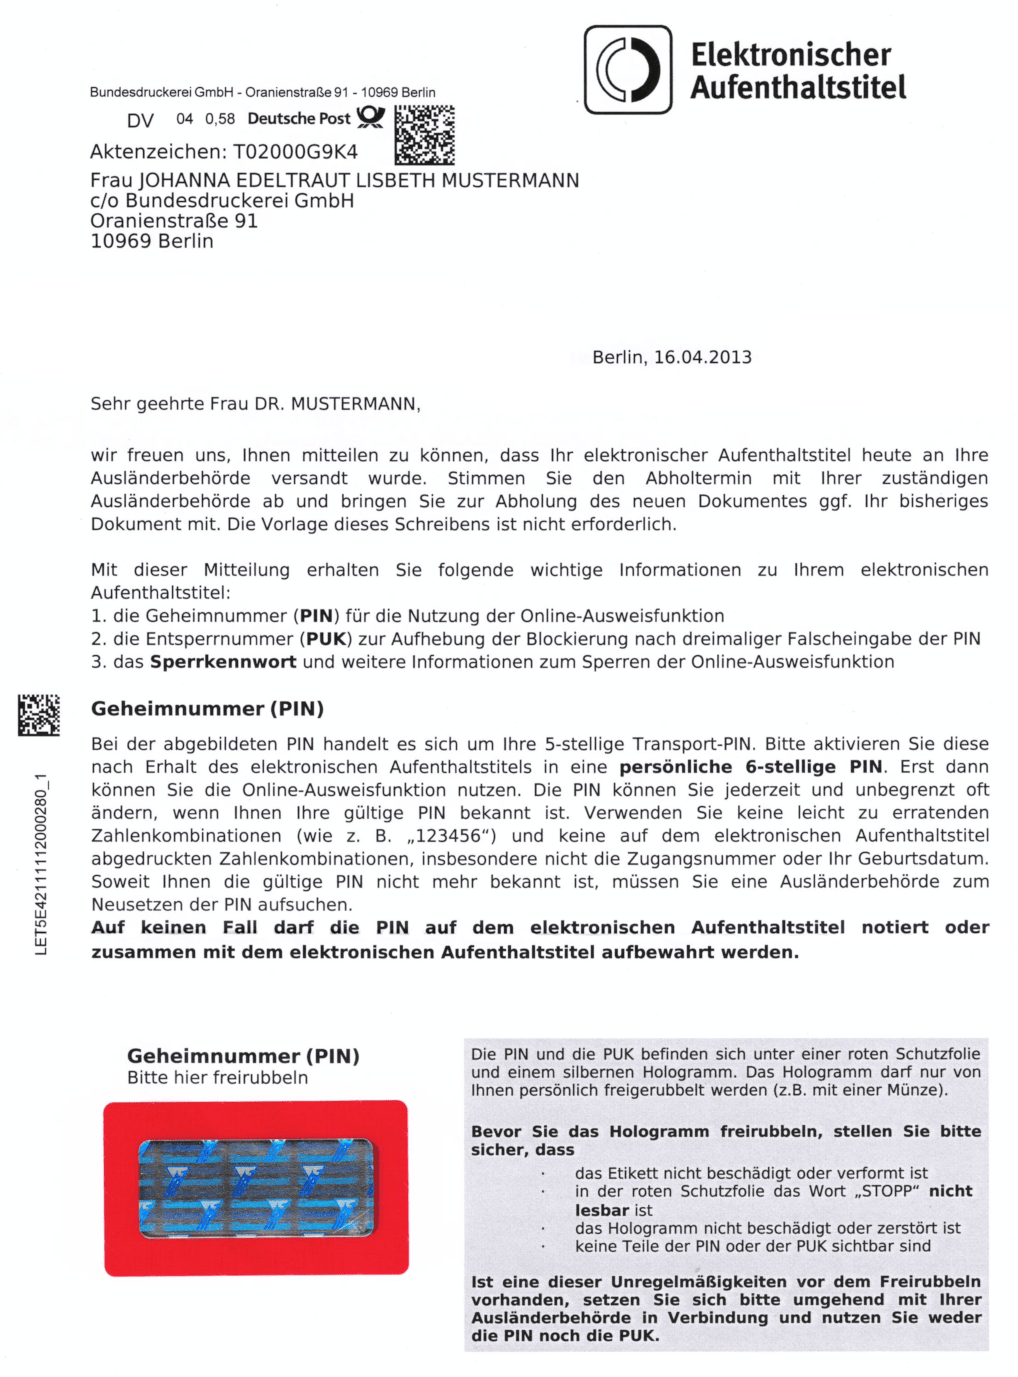 Elektronischer
Aufenthaltstitel
Bundesdruckerei GmbH - Oranienstraße 91 - 10969 Berlin
DV 04 0,58 Deutsche Post
Aktenzeichen: T02000G9K4
Frau JOHANNA EDELTRAUT LISBETH MUSTERMANN
c/o Bundesdruckerei GmbH
Oranienstraße 91
10969 Berlin
Berlin, 16.04.2013
Sehr geehrte Frau DR. MUSTERMANN,
wir freuen uns, Ihnen mitteilen zu können, dass Ihr elektronischer Aufenthaltstitel heute an Ihre
Ausländerbehörde versandt wurde. Stimmen Sie den Abholtermin mit Ihrer zuständigen
Ausländerbehörde ab und bringen Sie zur Abholung des neuen Dokumentes ggf. Ihr bisheriges
Dokument mit. Die Vorlage dieses Schreibens ist nicht erforderlich.
Mit dieser Mitteilung erhalten Sie folgende wichtige Informationen zu Ihrem elektronischen
Aufenthaltstitel:
1. die Geheimnummer (PIN) für die Nutzung der Online-Ausweisfunktion
2. die Entsperrnummer (PUK) zur Aufhebung der Blockierung nach dreimaliger Falscheingabe der PIN
3. das Sperrkennwort und weitere Informationen zum Sperren der Online-Ausweisfunktion
Geheimnummer (PIN)
Bei der abgebildeten PIN handelt es sich um Ihre 5-stellige Transport-PIN. Bitte aktivieren Sie diese
nach Erhalt des elektronischen Aufenthaltstitels in eine persönliche 6-stellige PIN. Erst dann
können Sie die Online-Ausweisfunktion nutzen. Die PIN können Sie jederzeit und unbegrenzt oft
ändern, wenn Ihnen Ihre gültige PIN bekannt ist. Verwenden Sie keine leicht zu erratenden
Zahlenkombinationen (wie z. B. „123456") und keine auf dem elektronischen Aufenthaltstitel
abgedruckten Zahlenkombinationen, insbesondere nicht die Zugangsnummer oder Ihr Geburtsdatum.
Soweit Ihnen die gültige PIN nicht mehr bekannt ist, müssen Sie eine Ausländerbehörde zum
Neusetzen der PIN aufsuchen.
Auf keinen Fall darf die PIN auf dem elektronischen Aufenthaltstitel notiert oder
zusammen mit dem elektronischen Aufenthaltstitel aufbewahrt werden.
LET5E42111112000280_1
Geheimnummer (PIN)
Bitte hier freirubbeln
Die PIN und die PUK befinden sich unter einer roten Schutzfolie
und einem silbernen Hologramm. Das Hologramm darf nur von
Ihnen persönlich freigerubbelt werden (z.B. mit einer Münze).
Bevor Sie das Hologramm freirubbeln, stellen Sie bitte
sicher, dass
· das Etikett nicht beschädigt oder verformt ist
· in der roten Schutzfolie das Wort „STOPP" nicht
lesbar ist
· das Hologramm nicht beschädigt oder zerstört ist
· keine Teile der PIN oder der PUK sichtbar sind
Ist eine dieser Unregelmäßigkeiten vor dem Freirubbeln
vorhanden, setzen Sie sich bitte umgehend mit Ihrer
Ausländerbehörde in Verbindung und nutzen Sie weder
die PIN noch die PUK.